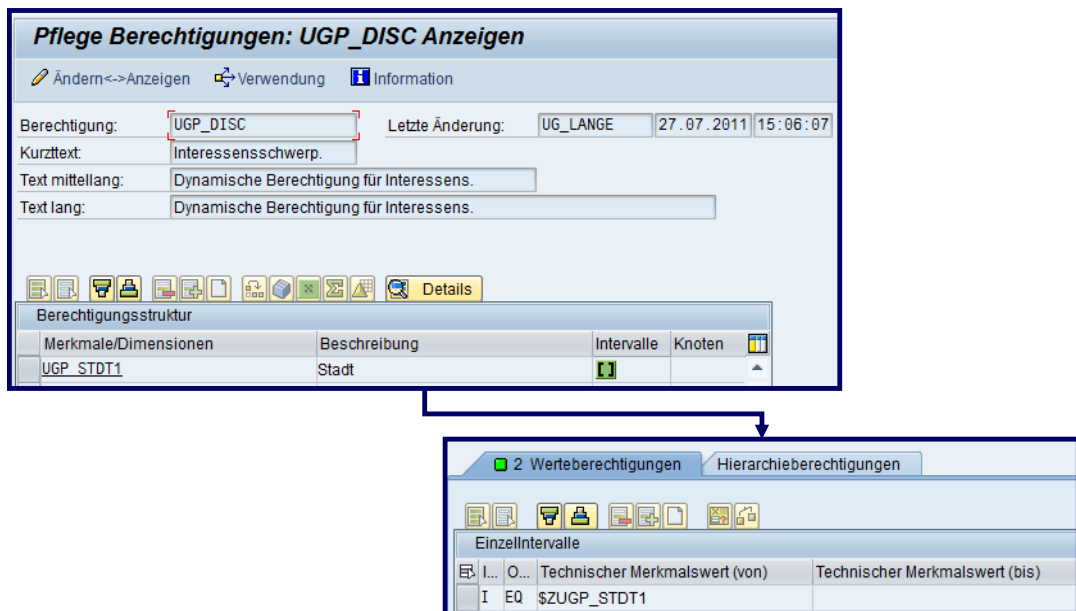 Pflege Berechtigungen: UGP_DISC Anzeigen
Ändern<->Anzeigen Verwendung Information
Berechtigung: UGP_DISC Letzte Änderung: UG_LANGE 27.07.2011 15:06:07
Kurzttext: Interessensschwerp.
Text mittellang: Dynamische Berechtigung für Interessens.
Text lang: Dynamische Berechtigung für Interessens.
Details
Berechtigungsstruktur
Merkmale/Dimensionen Beschreibung Intervalle Knoten
UGP_STDT1 Stadt
2 Werteberechtigungen Hierarchieberechtigungen
Einzelintervalle
I... O... Technischer Merkmalswert (von) Technischer Merkmalswert (bis)
I EQ $ZUGP_STDT1